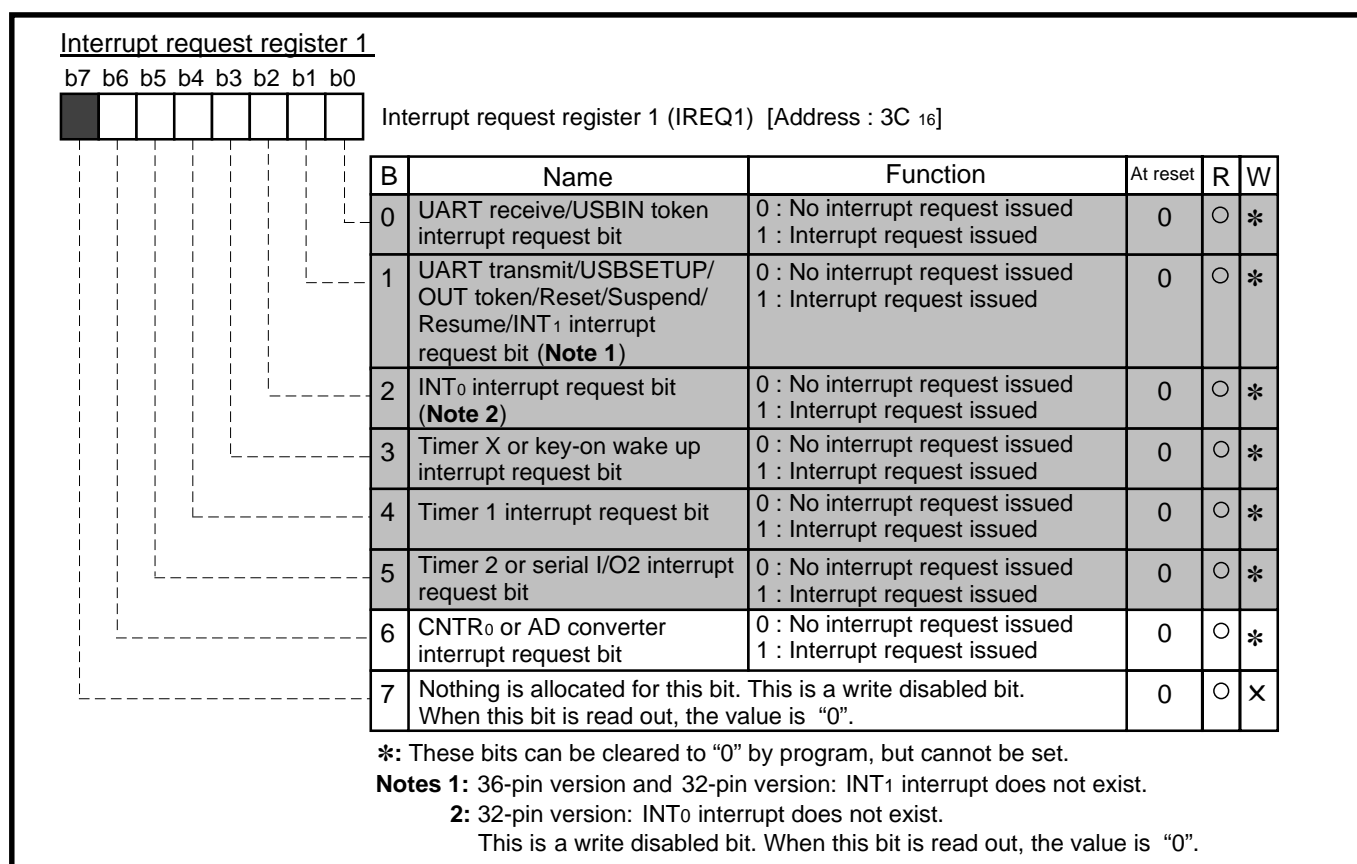 Interrupt request register 1
b7 b6 b5 b4 b3 b2 b1 b0
Interrupt request register 1 (IREQ1) [Address : 3C 16]
B Name Function At reset R W
0 UART receive/USBIN token interrupt request bit 0 : No interrupt request issued 1 : Interrupt request issued 0 ○ ✻
1 UART transmit/USBSETUP/ OUT token/Reset/Suspend/ Resume/INT1 interrupt request bit (Note 1) 0 : No interrupt request issued 1 : Interrupt request issued 0 ○ ✻
2 INT0 interrupt request bit (Note 2) 0 : No interrupt request issued 1 : Interrupt request issued 0 ○ ✻
3 Timer X or key-on wake up interrupt request bit 0 : No interrupt request issued 1 : Interrupt request issued 0 ○ ✻
4 Timer 1 interrupt request bit 0 : No interrupt request issued 1 : Interrupt request issued 0 ○ ✻
5 Timer 2 or serial I/O2 interrupt request bit 0 : No interrupt request issued 1 : Interrupt request issued 0 ○ ✻
6 CNTR0 or AD converter interrupt request bit 0 : No interrupt request issued 1 : Interrupt request issued 0 ○ ✻
7 Nothing is allocated for this bit. This is a write disabled bit. When this bit is read out, the value is “0”. 0 ○ ✕
✻: These bits can be cleared to “0” by program, but cannot be set.
Notes 1: 36-pin version and 32-pin version: INT1 interrupt does not exist.
2: 32-pin version: INT0 interrupt does not exist.
This is a write disabled bit. When this bit is read out, the value is “0”.